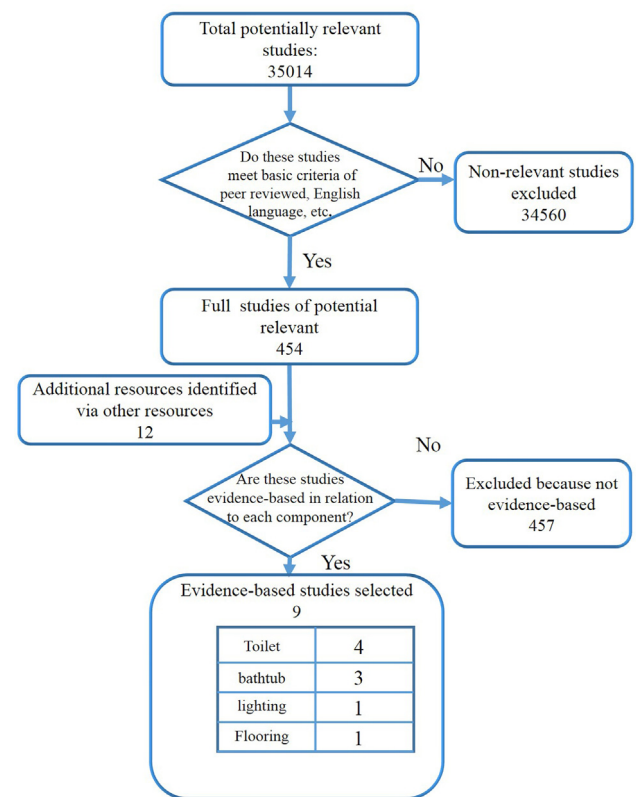 Total potentially relevant
studies:
35014
Do these studies
meet basic criteria of
peer reviewed, English
language, etc.
No
Non-relevant studies
excluded
34560
Yes
Full studies of potential
relevant
454
Additional resources identified
via other resources
12
No
Are these studies
evidence-based in relation
to each component?
Excluded because not
evidence-based
457
Yes
Evidence-based studies selected
9
Toilet 4
bathtub 3
lighting 1
Flooring 1